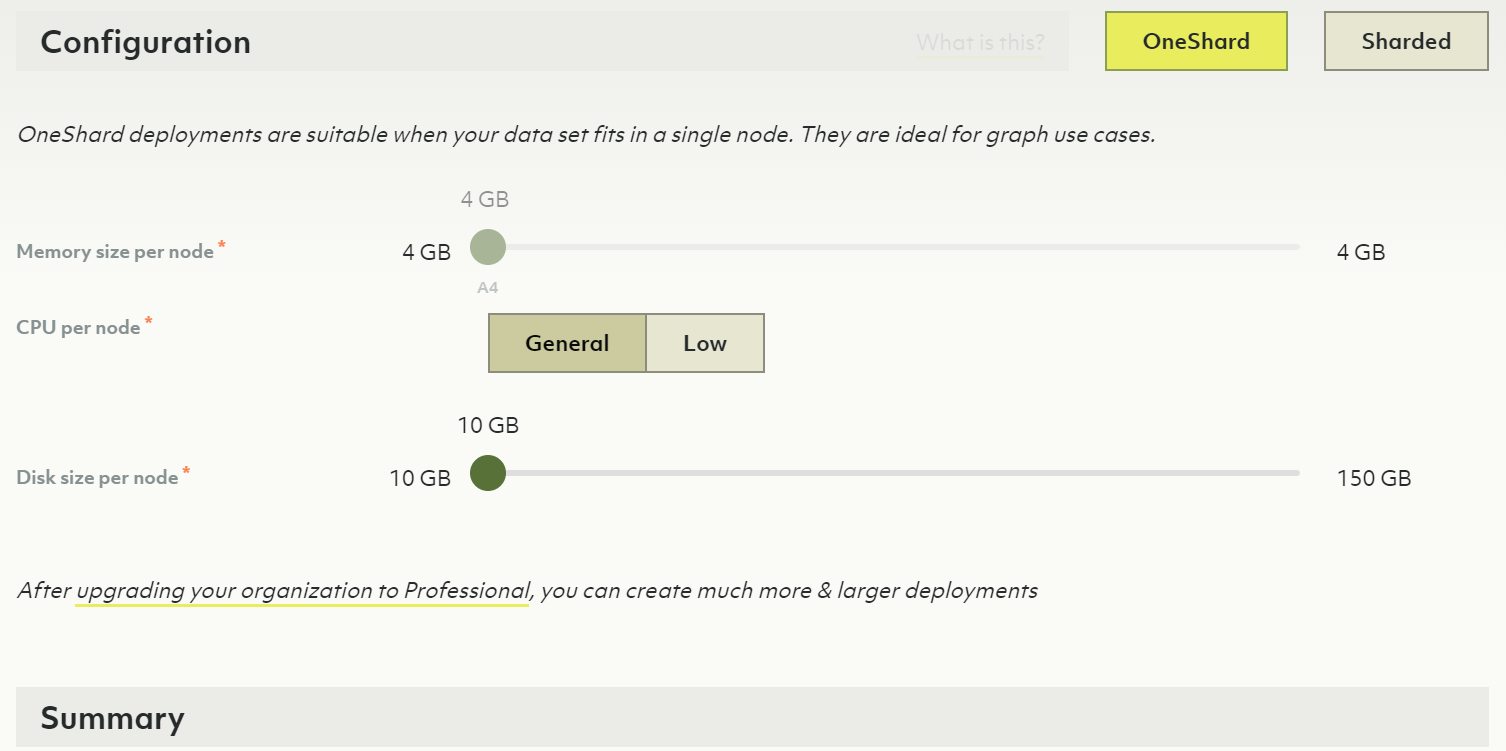 Configuration
What is this?
OneShard
Sharded
OneShard deployments are suitable when your data set fits in a single node. They are ideal for graph use cases.
4 GB
Memory size per node *
4 GB
4 GB
A4
CPU per node *
General
Low
10 GB
Disk size per node *
10 GB
150 GB
After upgrading your organization to Professional, you can create much more & larger deployments
Summary